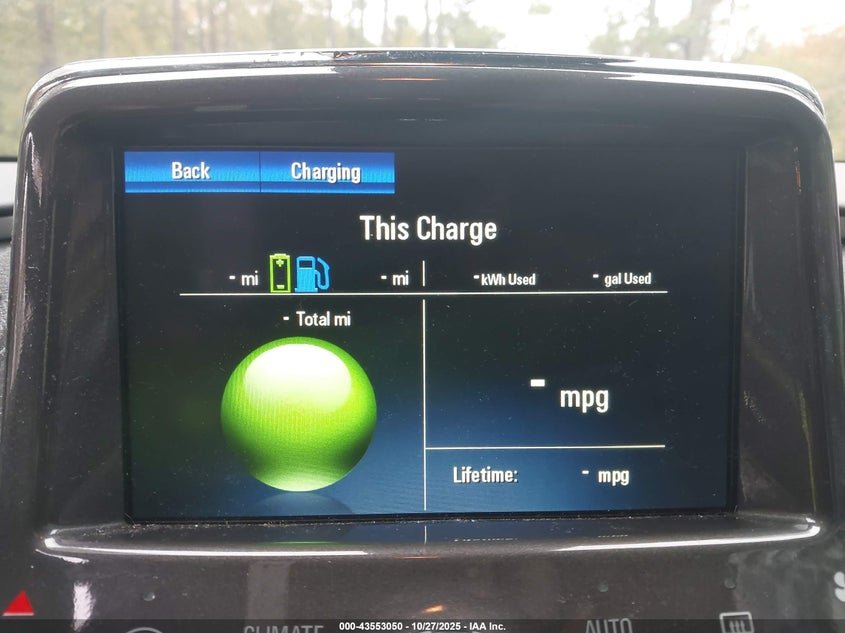 Back Charging
This Charge
- mi - mi - kWh Used - gal Used
- Total mi
- mpg
Lifetime: - mpg
CLIMATE AUTO
000-43553050 - 10/27/2025 - IAA Inc.